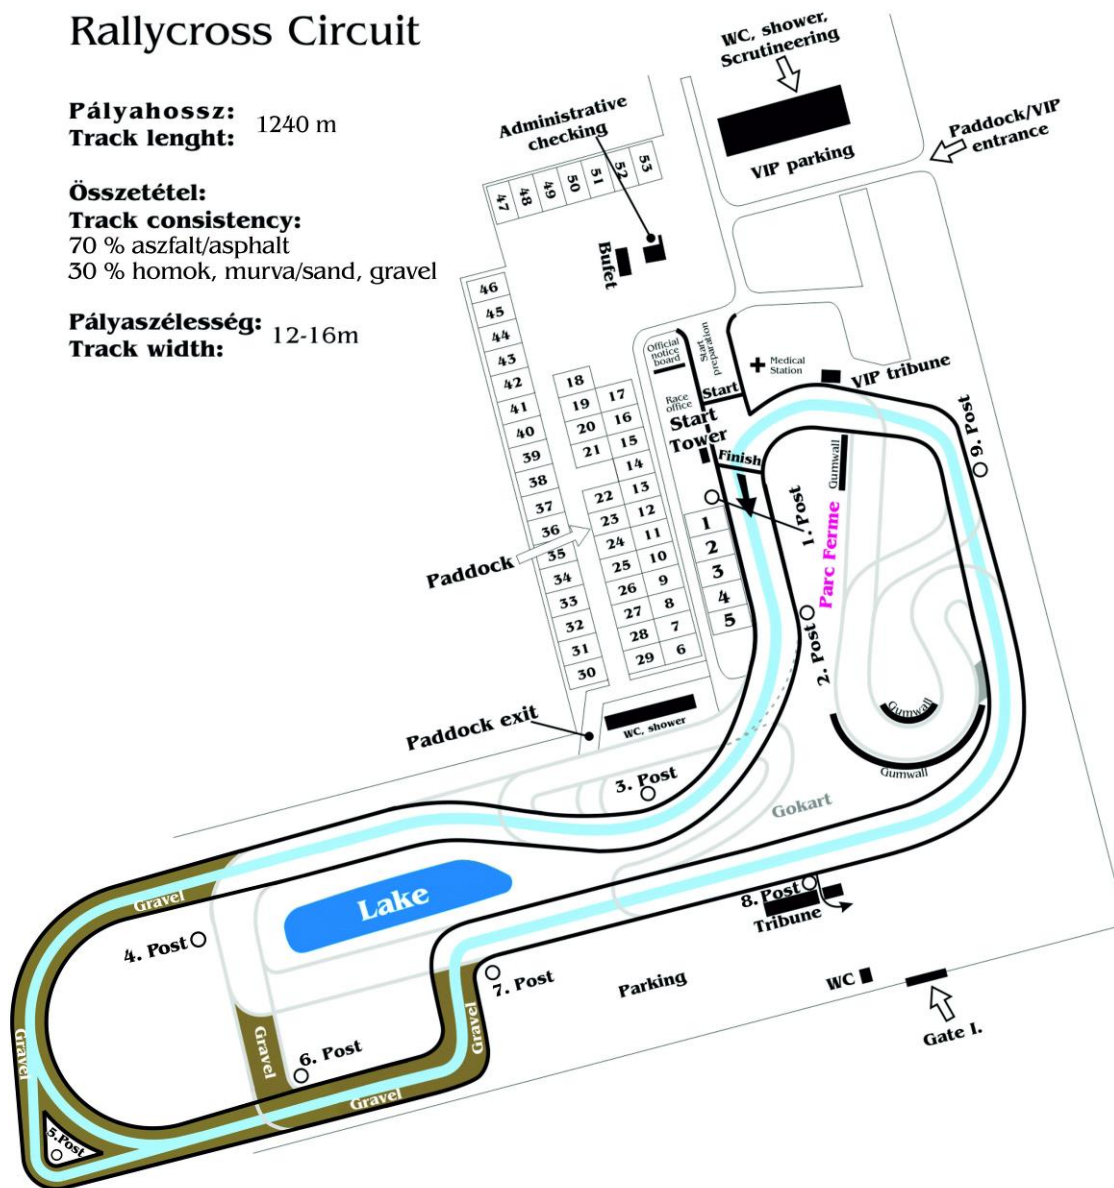 Rallycross Circuit
Pályahossz:
Track lenght:
1240 m
Összetétel:
Track consistency:
70 % aszfalt/asphalt
30 % homok, murva/sand, gravel
Pályaszélesség:
Track width:
12-16m
WC, shower,
Scrutineering
VIP parking
Paddock/VIP
entrance
Administrative
checking
47
48
49
50
51
52
53
Bufet
46
45
44
43
42
41
40
39
38
37
36
35
34
33
32
31
30
18
19
20
21
17
16
15
14
13
12
11
10
9
8
7
6
22
23
24
25
26
27
28
29
Official
notice
board
Start
preparation
Medical
Station
Start
Race
office
Start
Tower
Finish
VIP tribune
9. Post
Gumwall
1. Post
Parc Ferme
2. Post
1
2
3
4
5
Paddock
Paddock exit
WC, shower
Gumwall
Gumwall
3. Post
Gokart
Lake
8. Post
Tribune
Gravel
4. Post
7. Post
Parking
WC
Gate I.
Gravel
Gravel
Gravel
6. Post
Gravel
5.Post